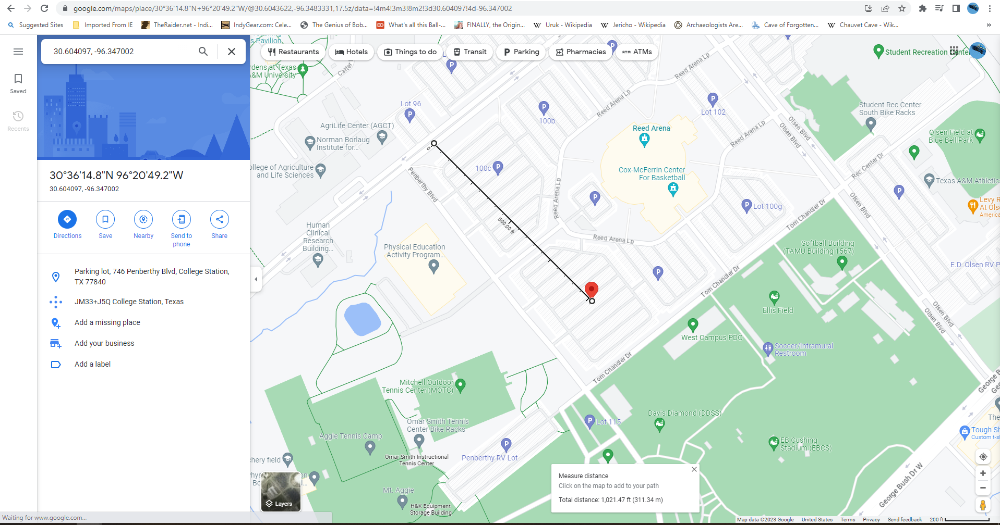 google.com/maps/place/30°36'14.8"N+96°20'49.2"W/@30.6043622,-96.3483331,17.5z/data=!4m4!3m3!8m2!3d30.604097!4d-96.347002
Suggested Sites
Imported From IE
TheRaider.net - Indi...
IndyGear.com: Cele...
The Genius of Bob...
ED
What's all this Ball-...
FINALLY, the Origin...
W
Uruk - Wikipedia
W
Jericho - Wikipedia
Archaeologists Are...
Cave of Forgotten...
W
Chauvet Cave - Wik...
»
30.604097, -96.347002
Saved
Recents
30°36'14.8"N 96°20'49.2"W
30.604097, -96.347002
Directions
Save
Nearby
Send to
phone
Share
Parking lot, 746 Penberthy Blvd, College Station,
TX 77840
JM33+J5Q College Station, Texas
Add a missing place
Add your business
Add a label
Waiting for www.google.com...
Restaurants
Hotels
Things to do
Transit
Parking
Pharmacies
ATM
ATMs
s Pavilion
rdens at Texas
A&M University
Carter
Lot 96
AgriLife Center (AGCT)
Norman Borlaug
Institute for...
ollege of Agriculture
and Life Sciences
Penberthy Blvd
100c
100b
Reed Arena Lp
Reed Arena Lp
Reed Arena Lp
Reed Arena Lp
Reed Arena Lp
Lot 102
Reed Arena
Cox-McFerrin Center
For Basketball
Lot 100g
Student Recreation Center
Student Rec Center
South Bike Racks
Olsen Field at
Blue Bell Park
Olsen Blvd
Olsen Blvd
Rec Center Dr
Texas A&M Athletics
Levy R
At Olse
America
Olsen Blvd
Tom Chandler Dr
Softball Building
(TAMU Building 1567)
E.D. Olsen RV P
0
500.00 ft
Human
Clinical
Research
Building...
Physical Education
Activity Program...
Tom Chandler Dr
Ellis Field
West Campus PDC
Soccer/Intramural
Restroom
Olsen Blvd
Olsen Blvd
Tom Chandler Dr
George B
Mitchell Outdoor
Tennis Center (MOTC)
Omar Smith Tennis
Center Bike Racks
Aggie Tennis Camp
Omar Smith Instructional
Tennis Center
Penberthy RV Lot
Lot 115
Davis Diamond (DDSS)
EB Cushing
Stadium (EBCS)
The
Tough Sh
Custom t-s
chery field
Mt. Aggie
H&K Equipment
Storage Building
George Bush Dr W
Layers
Measure distance
Click on the map to add to your path
Total distance: 1,021.47 ft (311.34 m)
Map data ©2023 Google
United States
Terms
Privacy
Send feedback
200 ft